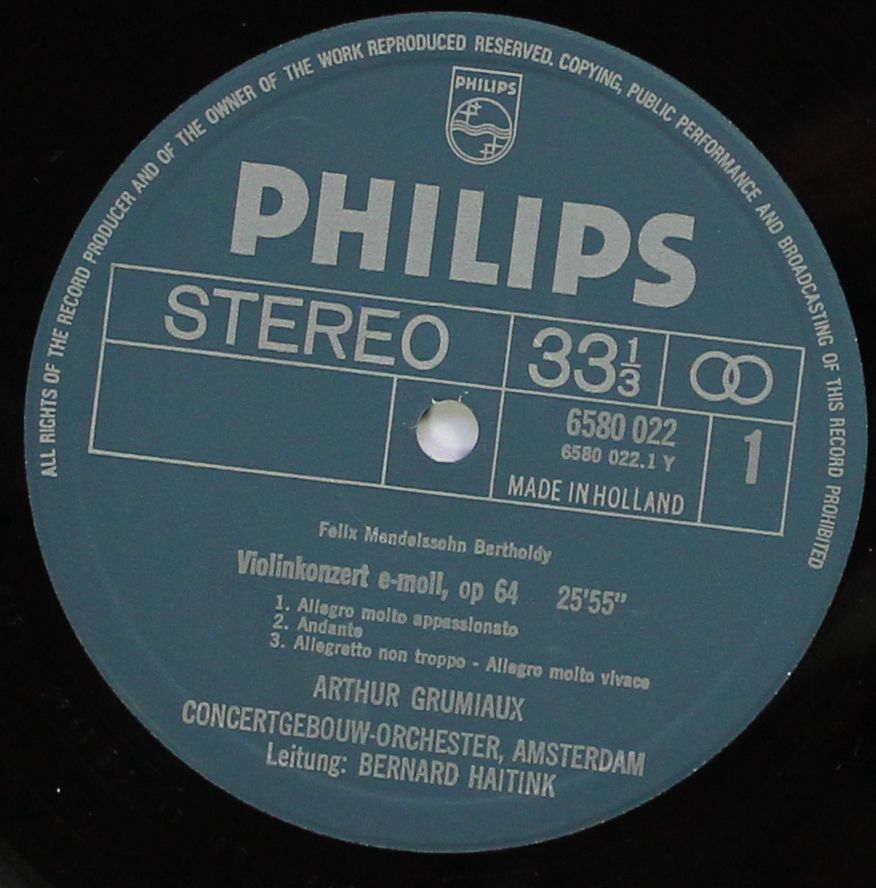 ALL RIGHTS OF THE RECORD PRODUCER AND OF THE OWNER OF THE WORK REPRODUCED RESERVED. COPYING, PUBLIC PERFORMANCE AND BROADCASTING OF THIS RECORD PROHIBITED
PHILIPS
PHILIPS
STEREO 33 1/3
6580 022 1
6580 022.1 Y
MADE IN HOLLAND
Felix Mendelssohn Bartholdy
Violinkonzert e-moll, op 64 25'55"
1. Allegro molto appassionato
2. Andante
3. Allegretto non troppo - Allegro molto vivace
ARTHUR GRUMIAUX
CONCERTGEBOUW-ORCHESTER, AMSTERDAM
Leitung: BERNARD HAITINK